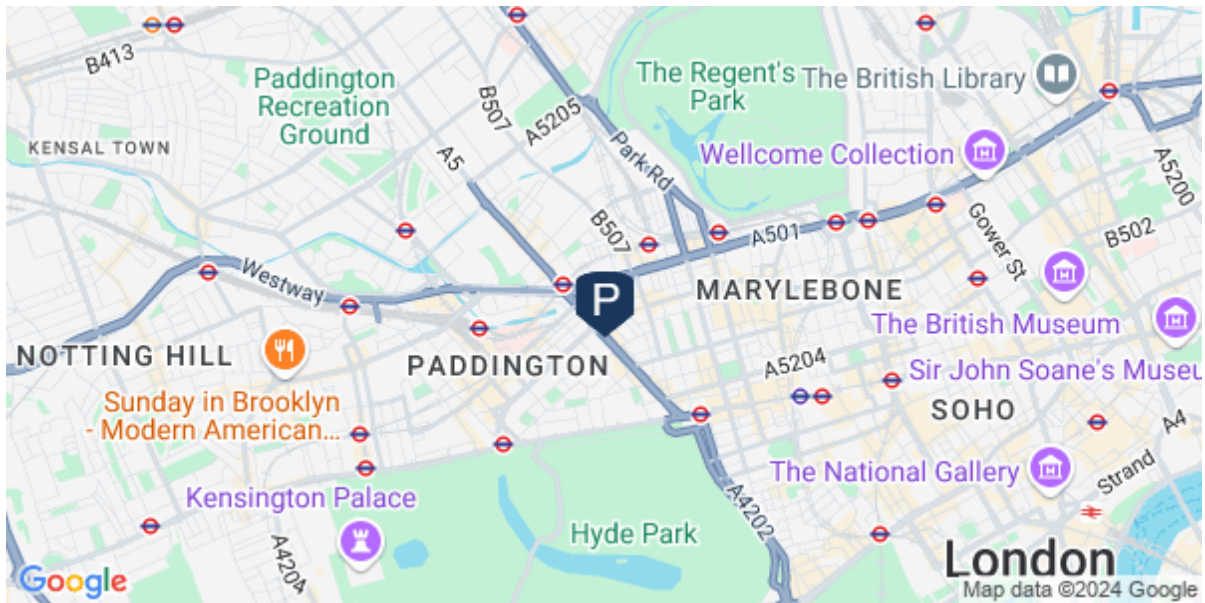 B413
Paddington
Recreation
Ground
B507
A5205
The Regent's
Park
The British Library
KENSAL TOWN
A5
Park Rd
Wellcome Collection
A5200
B507
A501
Gower St
B502
Westway
P
MARYLEBONE
The British Museum
NOTTING HILL
PADDINGTON
A5204
Sir John Soane's Museu
Sunday in Brooklyn
- Modern American...
SOHO
A4
The National Gallery
Strand
Kensington Palace
A4202
Hyde Park
A4204
London
Google
Map data ©2024 Google